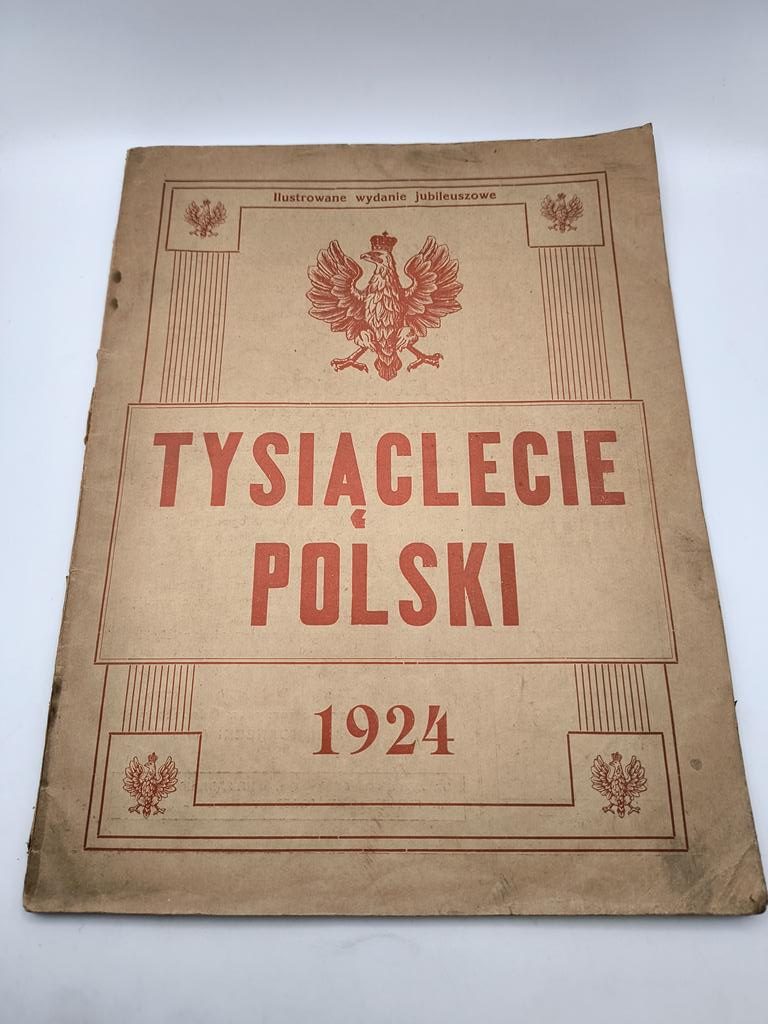 Ilustrowane wydanie jubileuszowe
TYSIĄCLECIE
POLSKI
1924